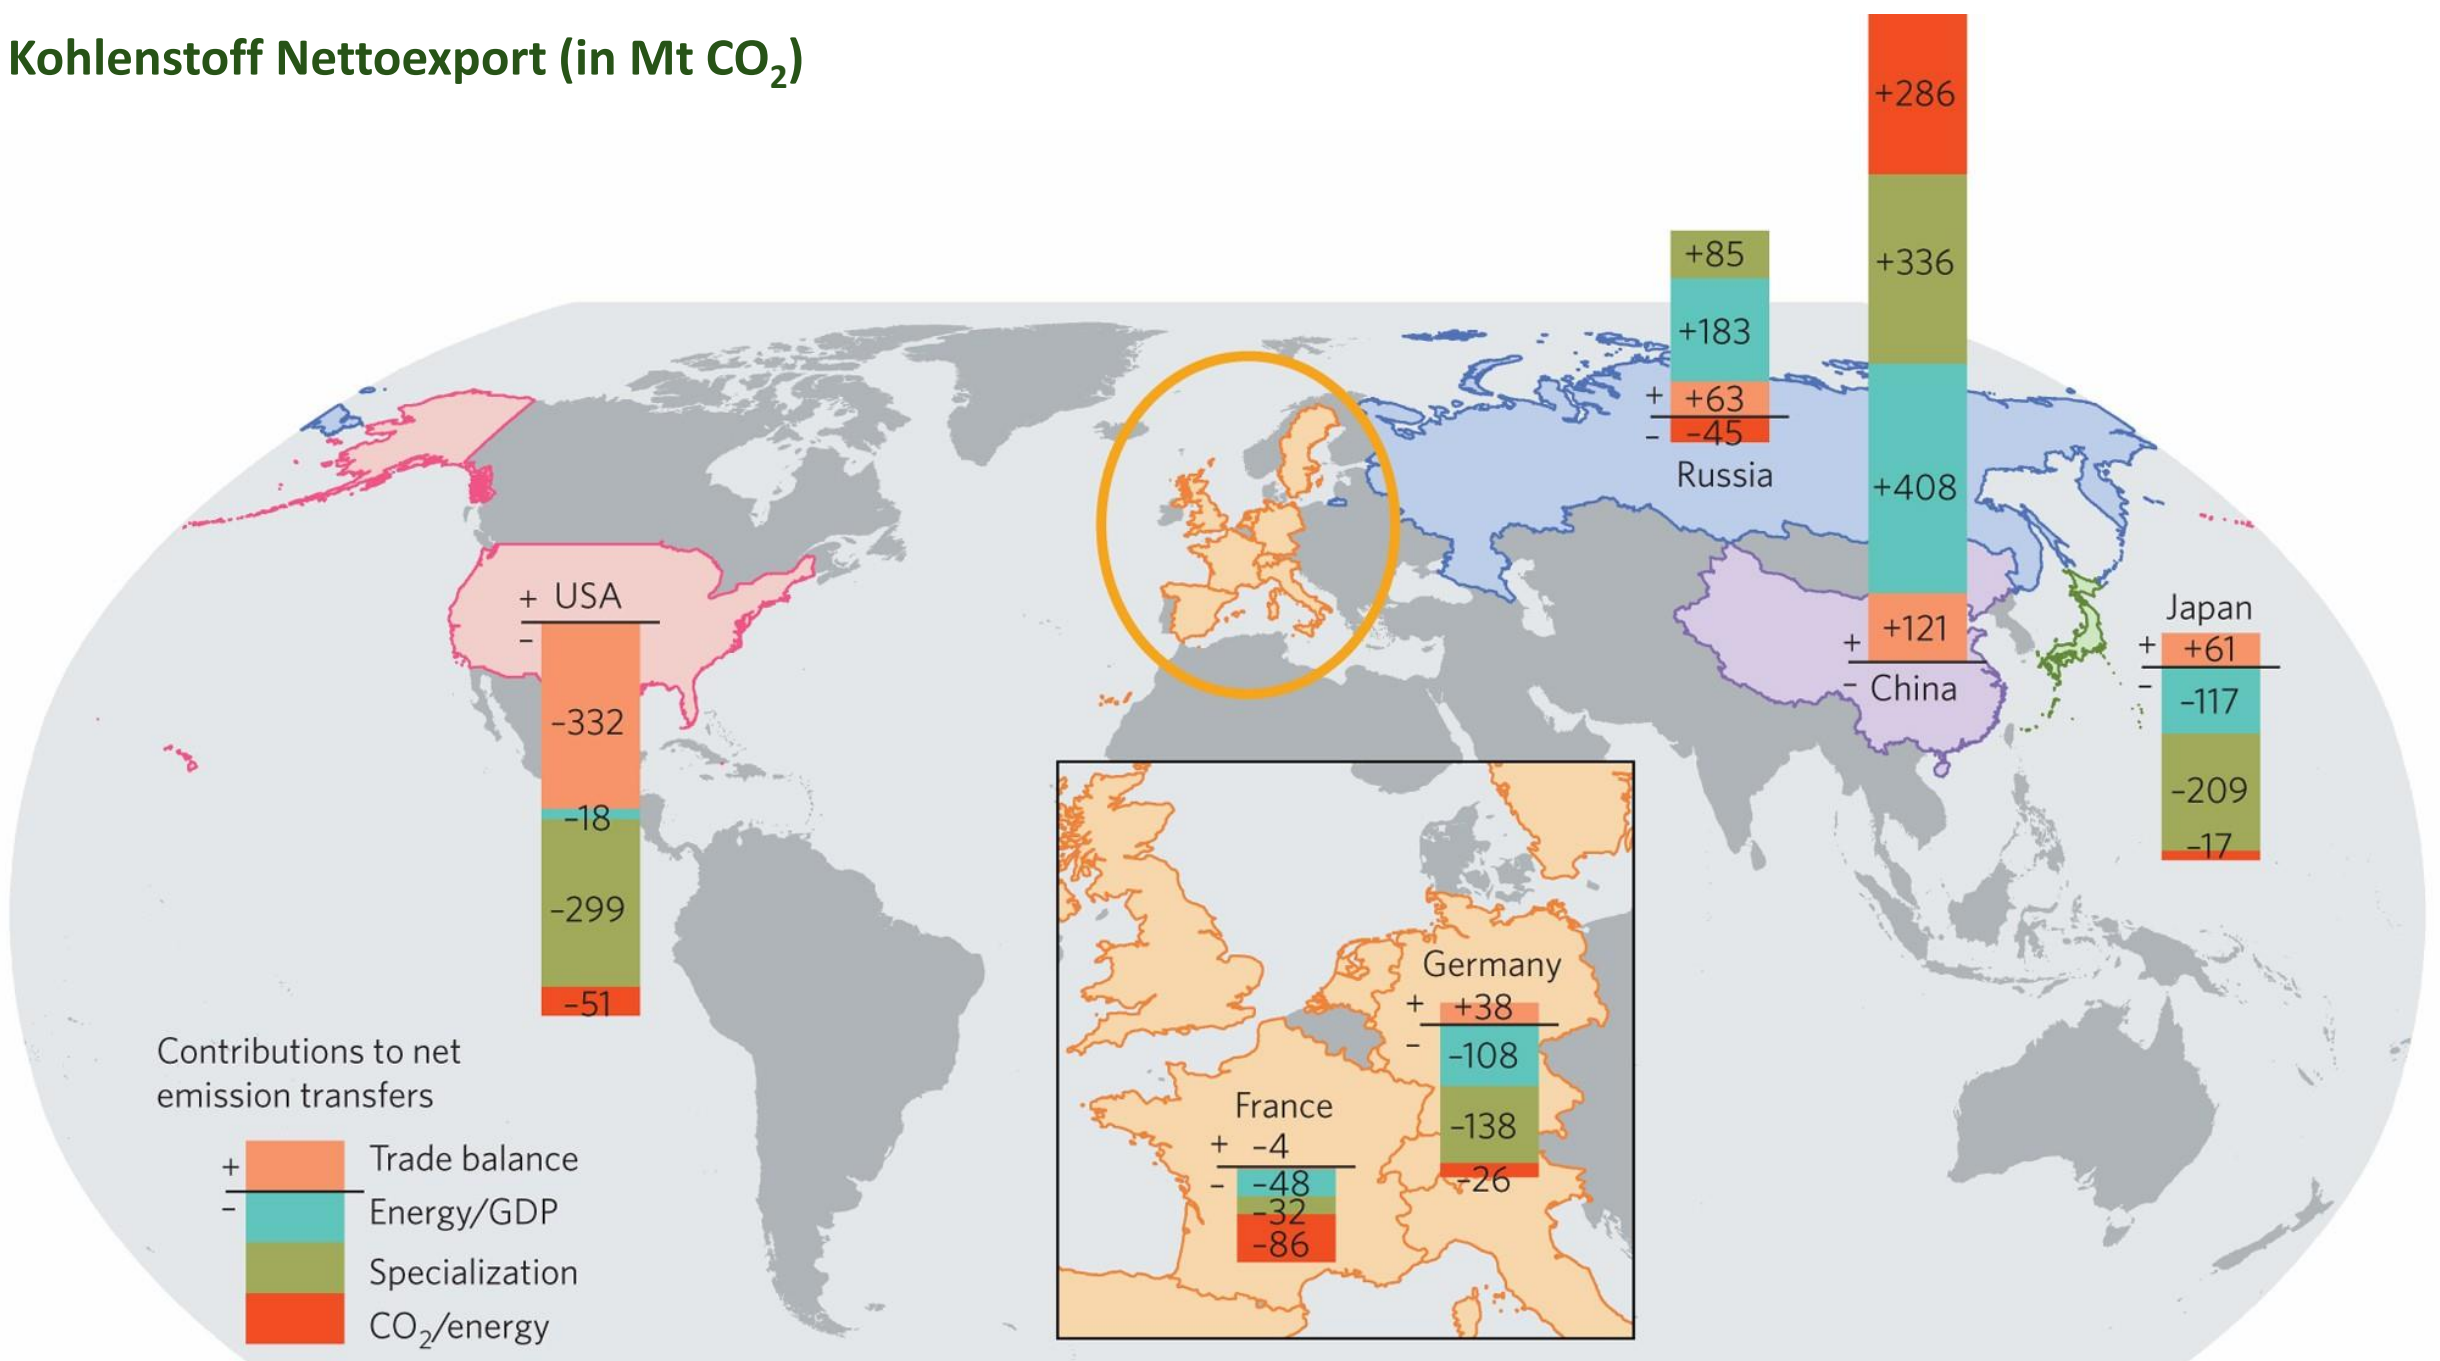 Kohlenstoff Nettoexport (in Mt CO₂)
+286
+336
+408
+121
+
−
China
+85
+183
+63
+
−
−45
Russia
+ USA
−
−332
−18
−299
−51
Japan
+
+61
−
−117
−209
−17
Germany
+
+38
−
−108
−138
−26
France
+
−4
−
−48
−32
−86
Contributions to net
emission transfers
+
−
Trade balance
Energy/GDP
Specialization
CO₂/energy